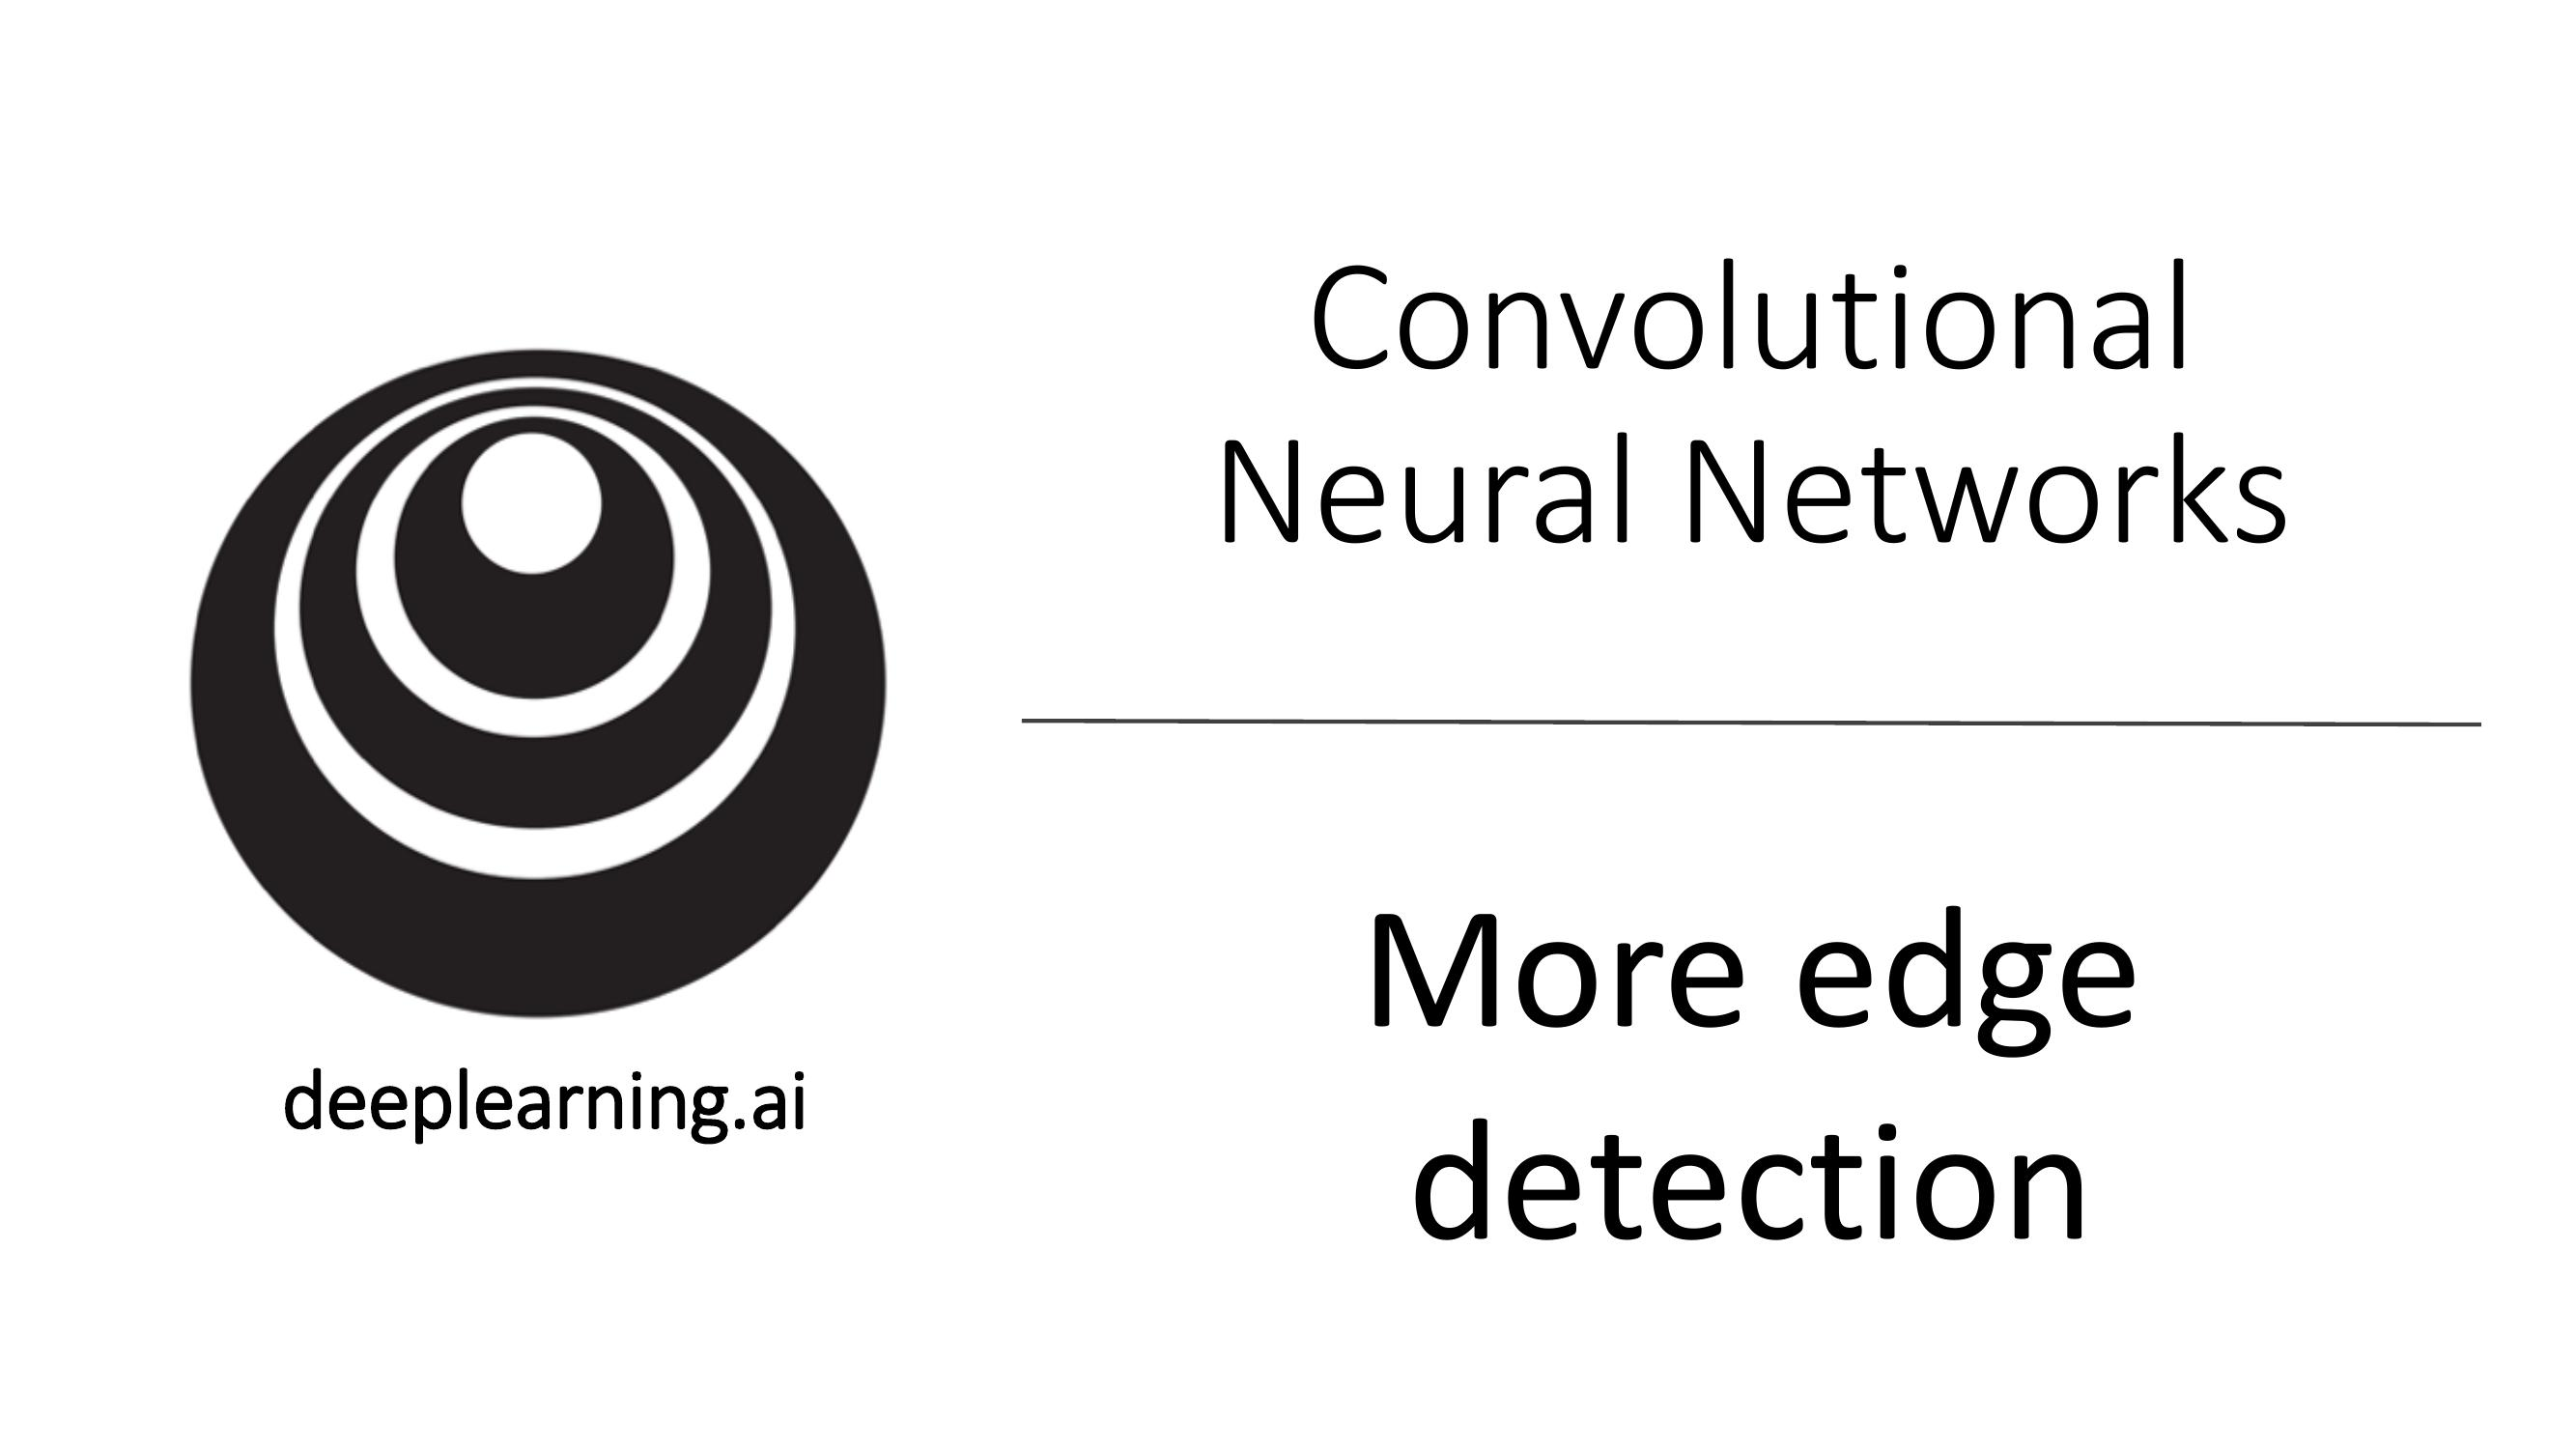 Convolutional
Neural Networks
More edge
detection
deeplearning.ai